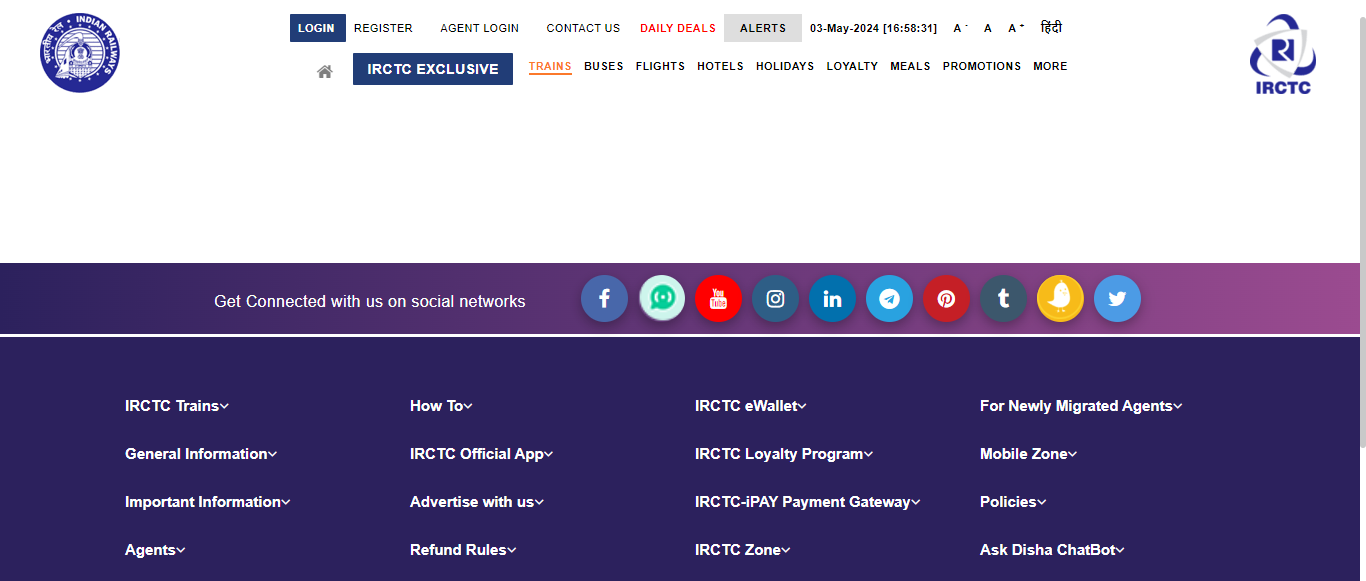 भारतीय रेल INDIAN RAILWAYS
LOGIN REGISTER AGENT LOGIN CONTACT US DAILY DEALS ALERTS 03-May-2024 [16:58:31] A - A A + हिंदी
IRCTC EXCLUSIVE TRAINS BUSES FLIGHTS HOTELS HOLIDAYS LOYALTY MEALS PROMOTIONS MORE
IRCTC
Get Connected with us on social networks
You Tube
IRCTC Trains How To IRCTC eWallet For Newly Migrated Agents
General Information IRCTC Official App IRCTC Loyalty Program Mobile Zone
Important Information Advertise with us IRCTC-iPAY Payment Gateway Policies
Agents Refund Rules IRCTC Zone Ask Disha ChatBot